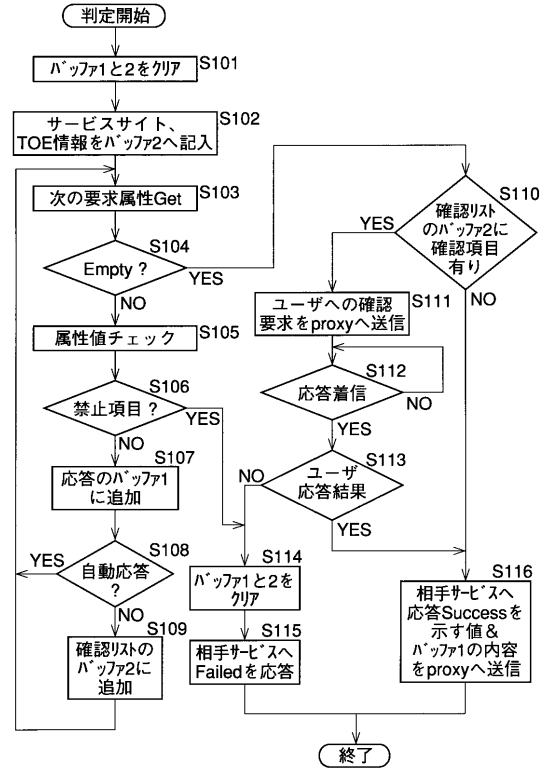 判定開始
ﾊﾞｯﾌｧ1と2をｸﾘｱ
S101
サービスサイト、
TOE情報をﾊﾞｯﾌｧ2へ記入
S102
次の要求属性Get
S103
Empty？
S104
YES
NO
属性値チェック
S105
禁止項目？
S106
YES
NO
応答のﾊﾞｯﾌｧ1
に追加
S107
自動応答
？
S108
YES
NO
確認ﾘｽﾄの
ﾊﾞｯﾌｧ2に
追加
S109
確認ﾘｽﾄ
のﾊﾞｯﾌｧ2に
確認項目
有り
S110
YES
NO
ユーザへの確認
要求をproxyへ送信
S111
応答着信
S112
NO
YES
ユーザ
応答結果
S113
NO
YES
ﾊﾞｯﾌｧ1と2を
ｸﾘｱ
S114
相手ｻｰﾋﾞｽへ
Failedを応答
S115
相手ｻｰﾋﾞｽへ
応答Successを
示す値＆
ﾊﾞｯﾌｧ1の内容
をproxyへ送信
S116
終了